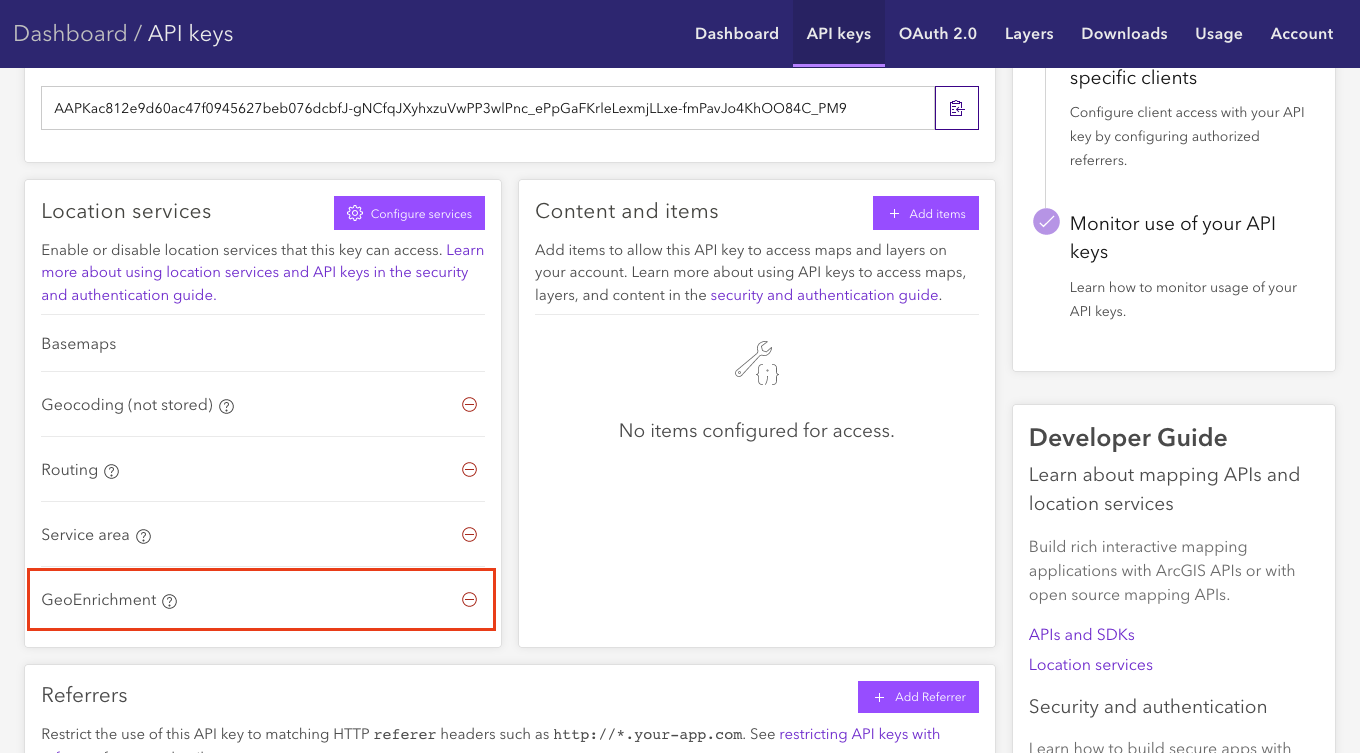 Dashboard / API keys
Dashboard API keys OAuth 2.0 Layers Downloads Usage Account
AAPKac812e9d60ac47f0945627beb076dcbfJ-gNCfqJXyhxzuVwPP3wlPnc_ePpGaFKrleLexmjLLxe-fmPavJo4KhOO84C_PM9
Location services
Configure services
Enable or disable location services that this key can access. Learn
more about using location services and API keys in the security
and authentication guide.
Basemaps
Geocoding (not stored)
Routing
Service area
GeoEnrichment
Content and items
Add items
Add items to allow this API key to access maps and layers on
your account. Learn more about using API keys to access maps,
layers, and content in the security and authentication guide.
No items configured for access.
Referrers
Add Referrer
Restrict the use of this API key to matching HTTP referer headers such as http://*.your-app.com. See restricting API keys with
specific clients
Configure client access with your API
key by configuring authorized
referrers.
Monitor use of your API
keys
Learn how to monitor usage of your
API keys.
Developer Guide
Learn about mapping APIs and
location services
Build rich interactive mapping
applications with ArcGIS APIs or with
open source mapping APIs.
APIs and SDKs
Location services
Security and authentication
Learn how to build secure apps with